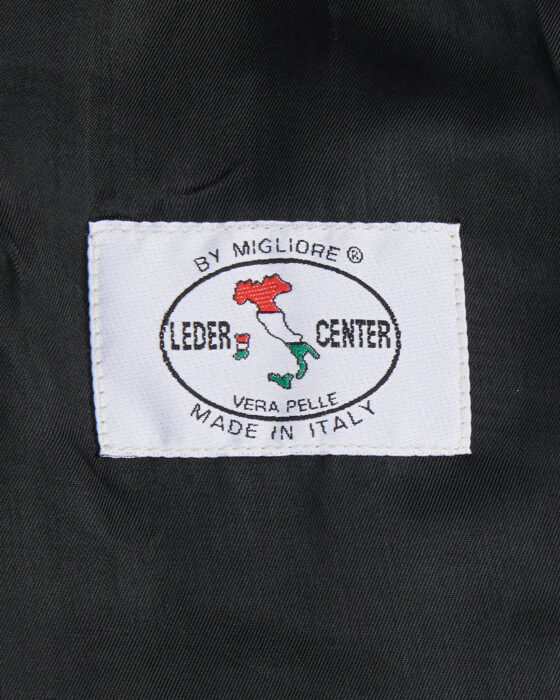 BY MIGLIORE ®
LEDER CENTER
VERA PELLE
MADE IN ITALY